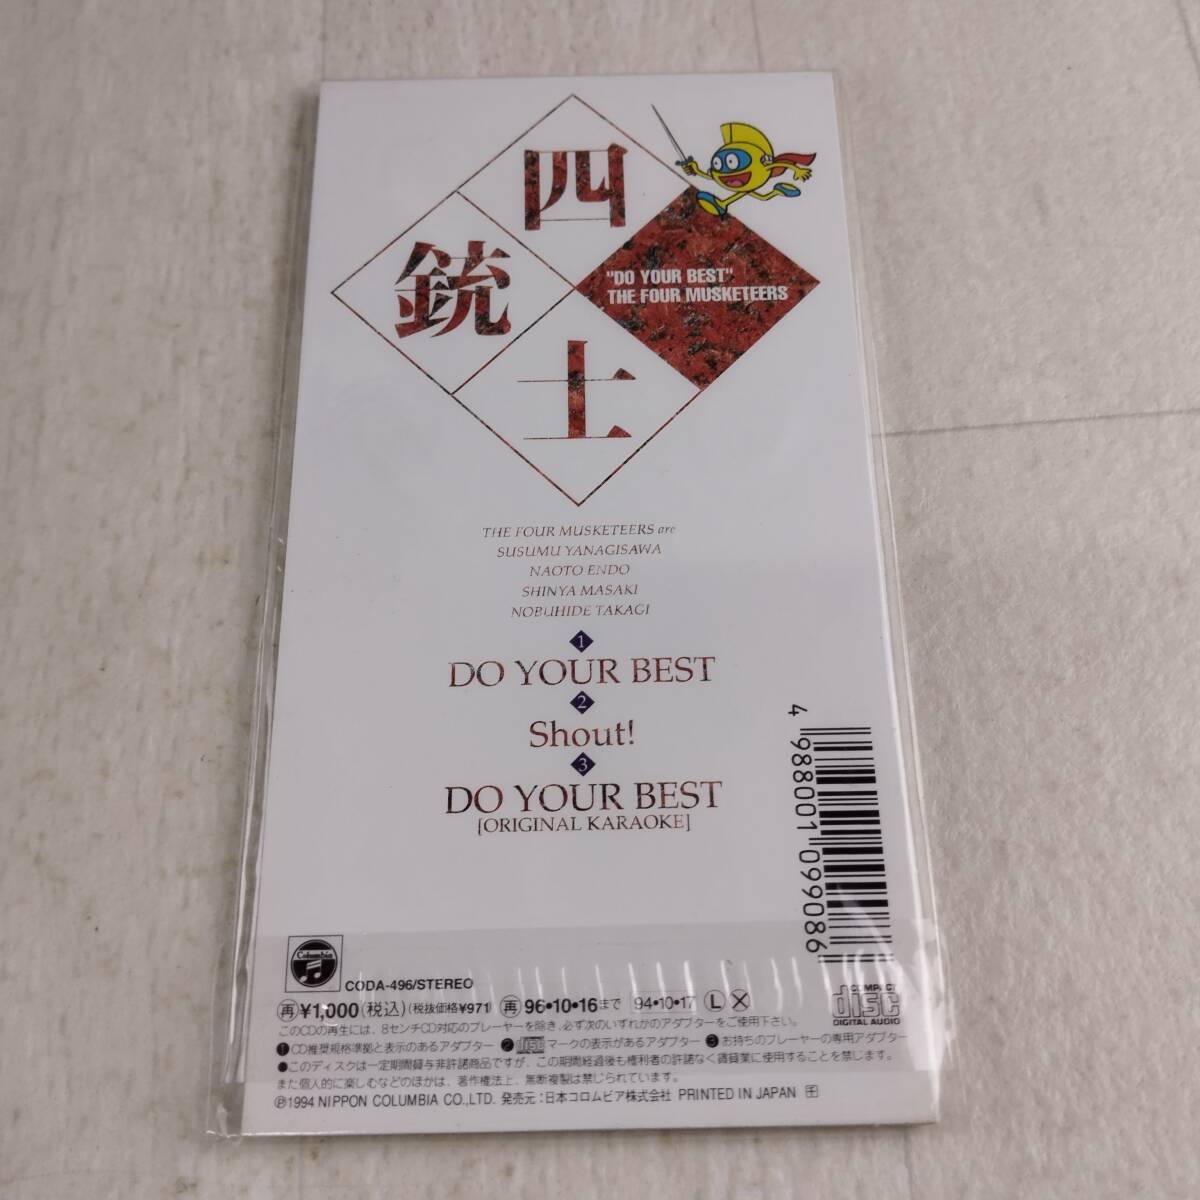 四
銃
士
"DO YOUR BEST"
THE FOUR MUSKETEERS
THE FOUR MUSKETEERS are
SUSUMU YANAGISAWA
NAOTO ENDO
SHINYA MASAKI
NOBUHIDE TAKAGI
1
DO YOUR BEST
2
Shout!
3
DO YOUR BEST
[ORIGINAL KARAOKE]
4 988001 099086
Columbia
CODA-496/STEREO
再¥1,000(税込)(税抜価格¥971) 再96・10・16まで 94・10・17 L X
COMPACT
disc
DIGITAL AUDIO
このCDの再生には、8センチCD対応のプレーヤーを除き、必ず次のいずれかのアダプターをご使用下さい。
❶CD推奨規格準拠と表示のあるアダプター ❷disc マークの表示があるアダプター ❸お持ちのプレーヤーの専用アダプター
●このディスクは一定期間貸与非許諾商品ですが、この期間経過後も権利者の許諾なく賃貸業に使用することを禁じます。
また個人的に楽しむなどのほかは、著作権法上、無断複製は禁じられています。
Ⓟ1994 NIPPON COLUMBIA CO.,LTD. 発売元:日本コロムビア株式会社 PRINTED IN JAPAN 千